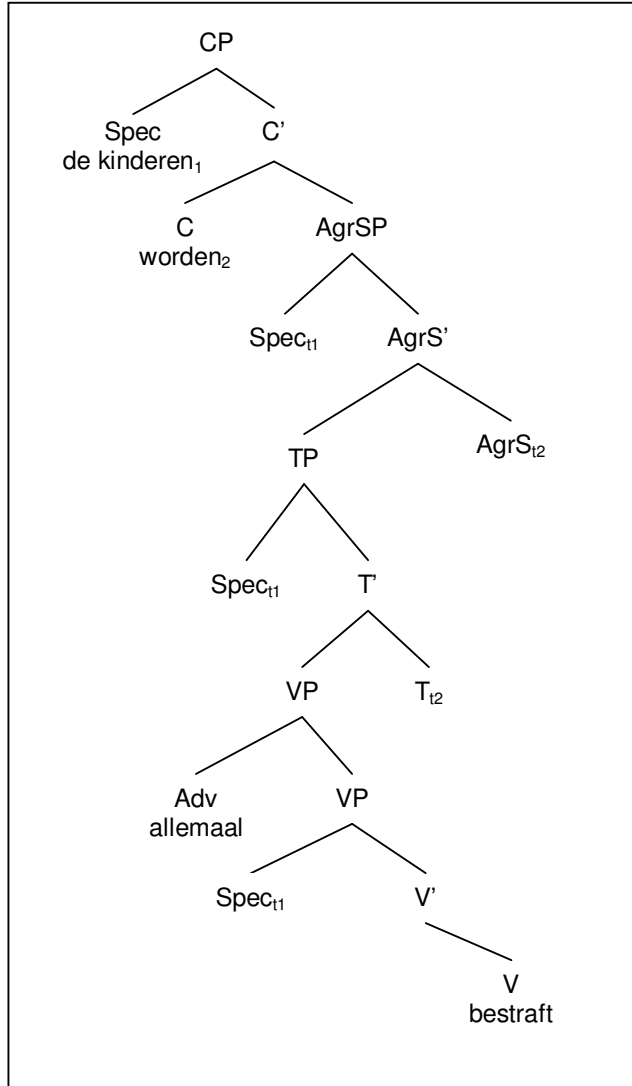 CP
Spec C’
de kinderen₁
C AgrSP
worden₂
Specₜ₁ AgrS’
TP AgrSₜ₂
Specₜ₁ T’
VP Tₜ₂
Adv VP
allemaal
Specₜ₁ V’
V
bestraft